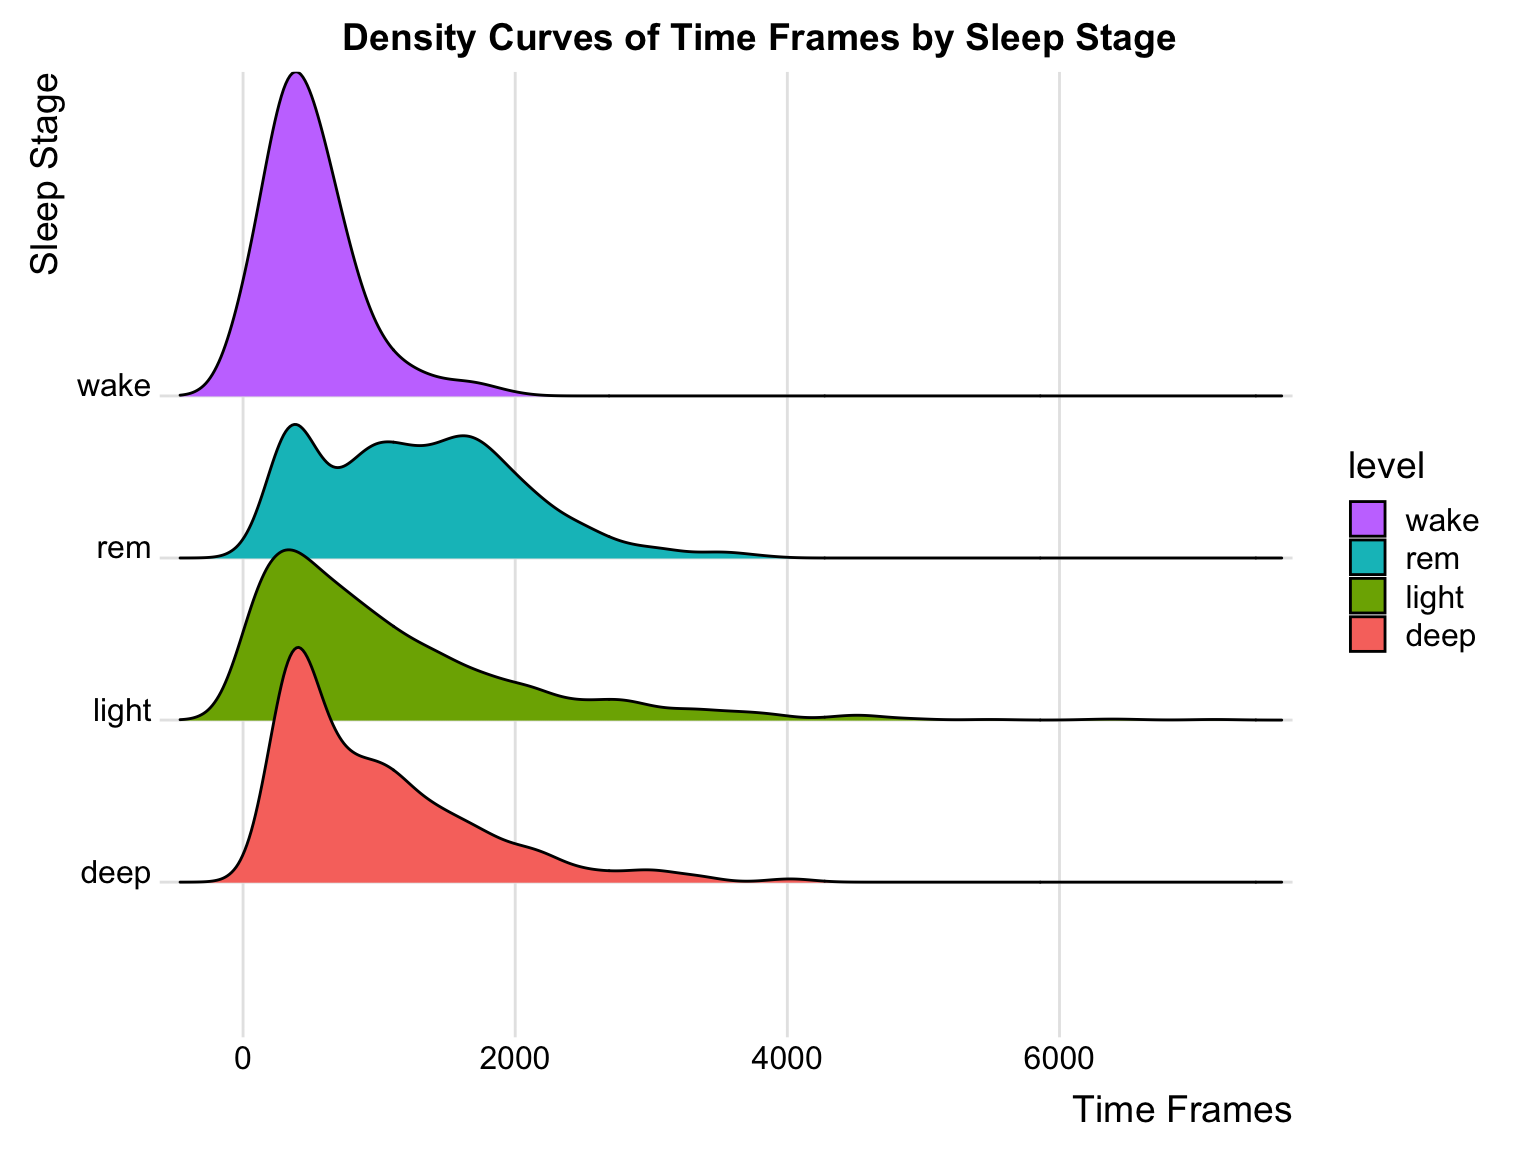 Density Curves of Time Frames by Sleep Stage
Sleep Stage
wake
rem
light
deep
0 2000 4000 6000
Time Frames
level
wake
rem
light
deep